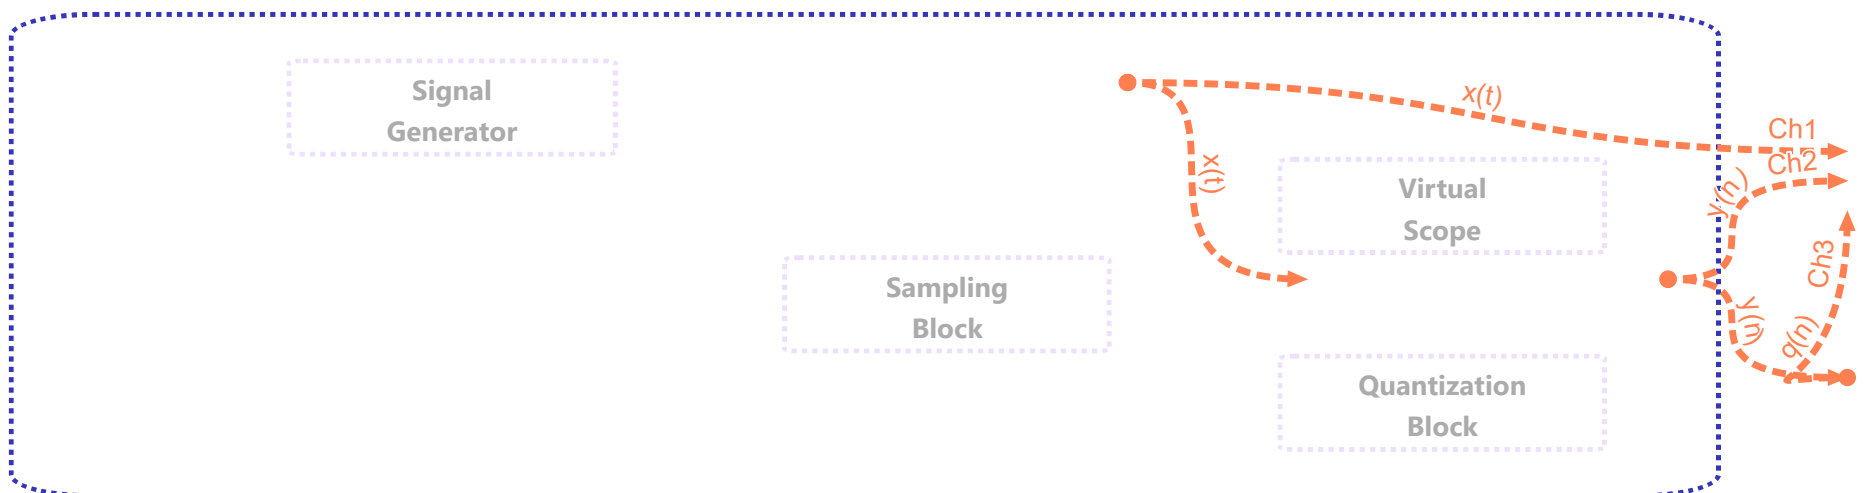 Signal
Generator
x(t)
Ch1
Ch2
x(t)
Virtual
Scope
y(n)
Ch3
Sampling
Block
y(n)
q(n)
Quantization
Block